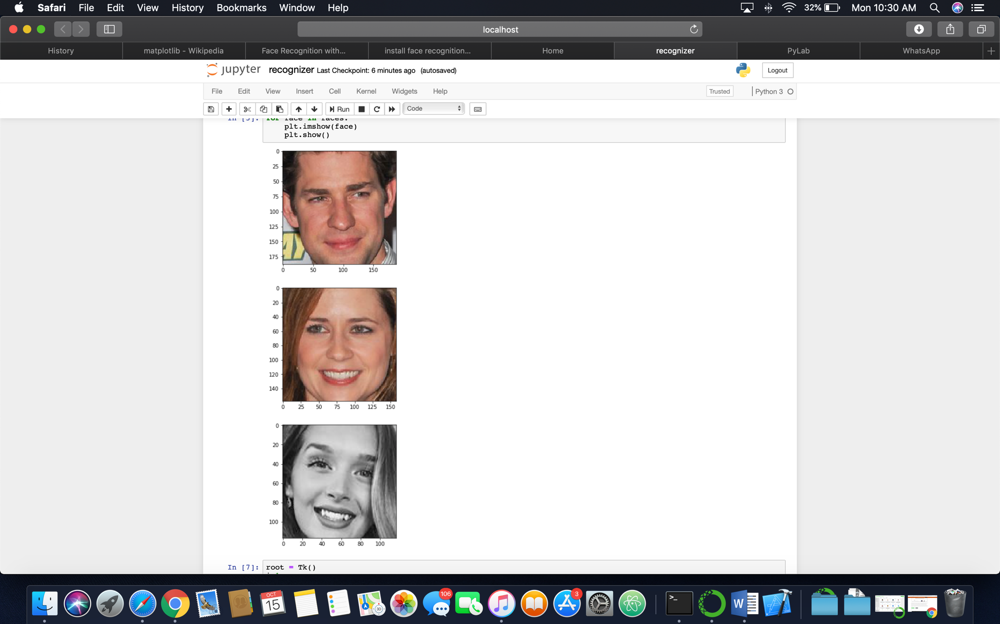 Safari File Edit View History Bookmarks Window Help 32% Mon 10:30 AM
localhost
History matplotlib - Wikipedia Face Recognition with... install face recognition... Home recognizer PyLab WhatsApp
jupyter recognizer Last Checkpoint: 6 minutes ago (autosaved) Logout
File Edit View Insert Cell Kernel Widgets Help Trusted Python 3
Run Code
In [5]: for face in faces:
plt.imshow(face)
plt.show()
0
25
50
75
100
125
AY
150
175
0 50 100 150
0
20
40
60
80
100
120
140
0 25 50 75 100 125 150
0
20
40
60
80
100
0 20 40 60 80 100
In [7]: root = Tk()
OCT
15
3D
106
3
>_
W